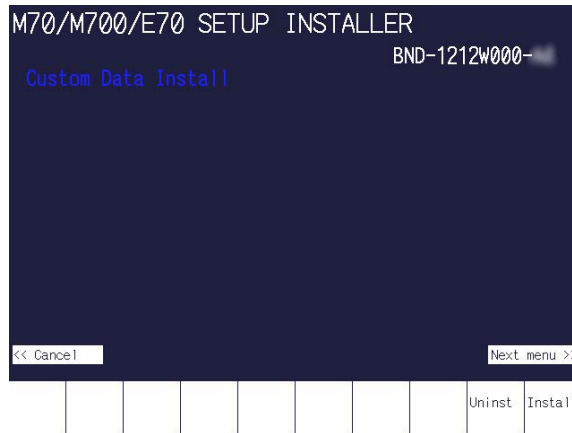 M70/M700/E70 SETUP INSTALLER
BND-1212W000-
Custom Data Install
<< Cancel
Next menu >
Uninst
Instal